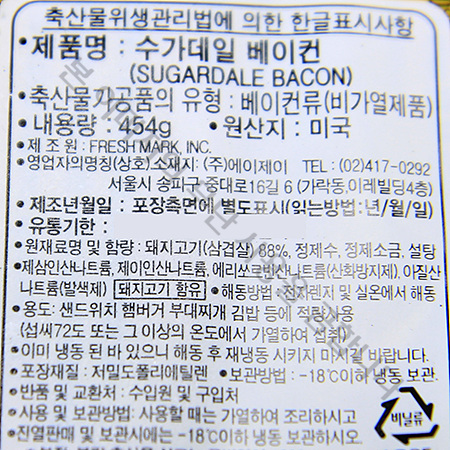 축산물위생관리법에 의한 한글표시사항
•제품명 : 수가데일 베이컨
(SUGARDALE BACON)
•축산물가공품의 유형 : 베이컨류(비가열제품)
•내용량 : 454g •원산지 : 미국
•제 조 원 : FRESH MARK, INC.
•영업자의명칭(상호),소재지: (주)에이제이 TEL : (02)417-0292
서울시 송파구 중대로16길 6 (가락동,이레빌딩4층)
•제조년월일 : 포장측면에 별도표시(읽는방법:년/월/일)
•유통기한 :
•원재료명 및 함량: 돼지고기(삼겹살) 68%, 정제수, 정제소금, 설탕
•제삼인산나트륨, 제이인산나트륨, 에리쏘르빈산나트륨(산화방지제), 아질산
나트륨(발색제) 돼지고기 함유 •해동방법 : 전자렌지 및 실온에서 해동
•용도: 샌드위치 햄버거 부대찌개 김밥 등에 적당사용
(섭씨72도 또는 그 이상의 온도에서 가열하여 섭취)
•이미 냉동 된 바 있으니 해동 후 재냉동 시키지 마시길 바랍니다.
•포장재질 : 저밀도폴리에틸렌 •보관방법 : -18℃이하 냉동 보관.
•반품 및 교환처 : 수입원 및 구입처
•사용 및 보관방법 : 사용할 때는 가열하여 조리하시고
•진열판매 및 보관시에는 -18℃이하 냉동 보관하십시오.
비닐류